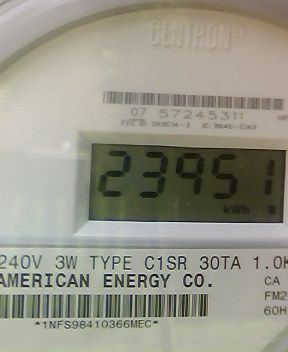 CENTRON®
07 57245311
23951
kWh
240V 3W TYPE C1SR 30TA 1.0K
AMERICAN ENERGY CO.
CA
FM2
60H
*1NFS98410366MEC*